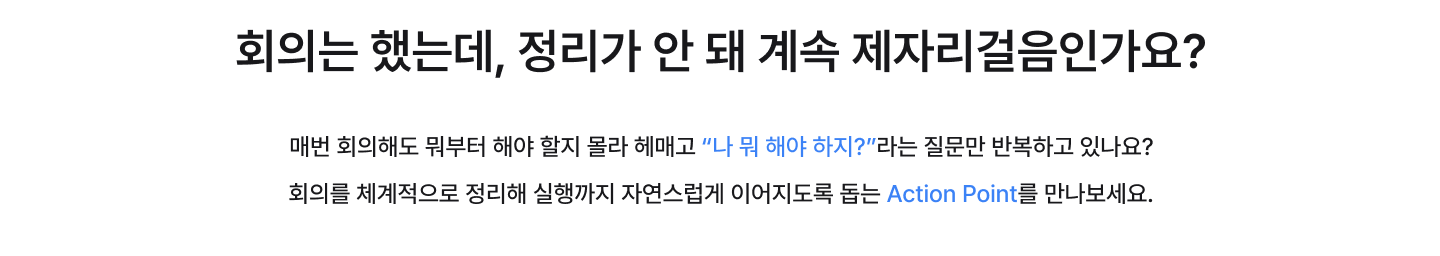 회의는 했는데, 정리가 안 돼 계속 제자리걸음인가요?
매번 회의해도 뭐부터 해야 할지 몰라 헤매고 “나 뭐 해야 하지?”라는 질문만 반복하고 있나요?
회의를 체계적으로 정리해 실행까지 자연스럽게 이어지도록 돕는 Action Point를 만나보세요.